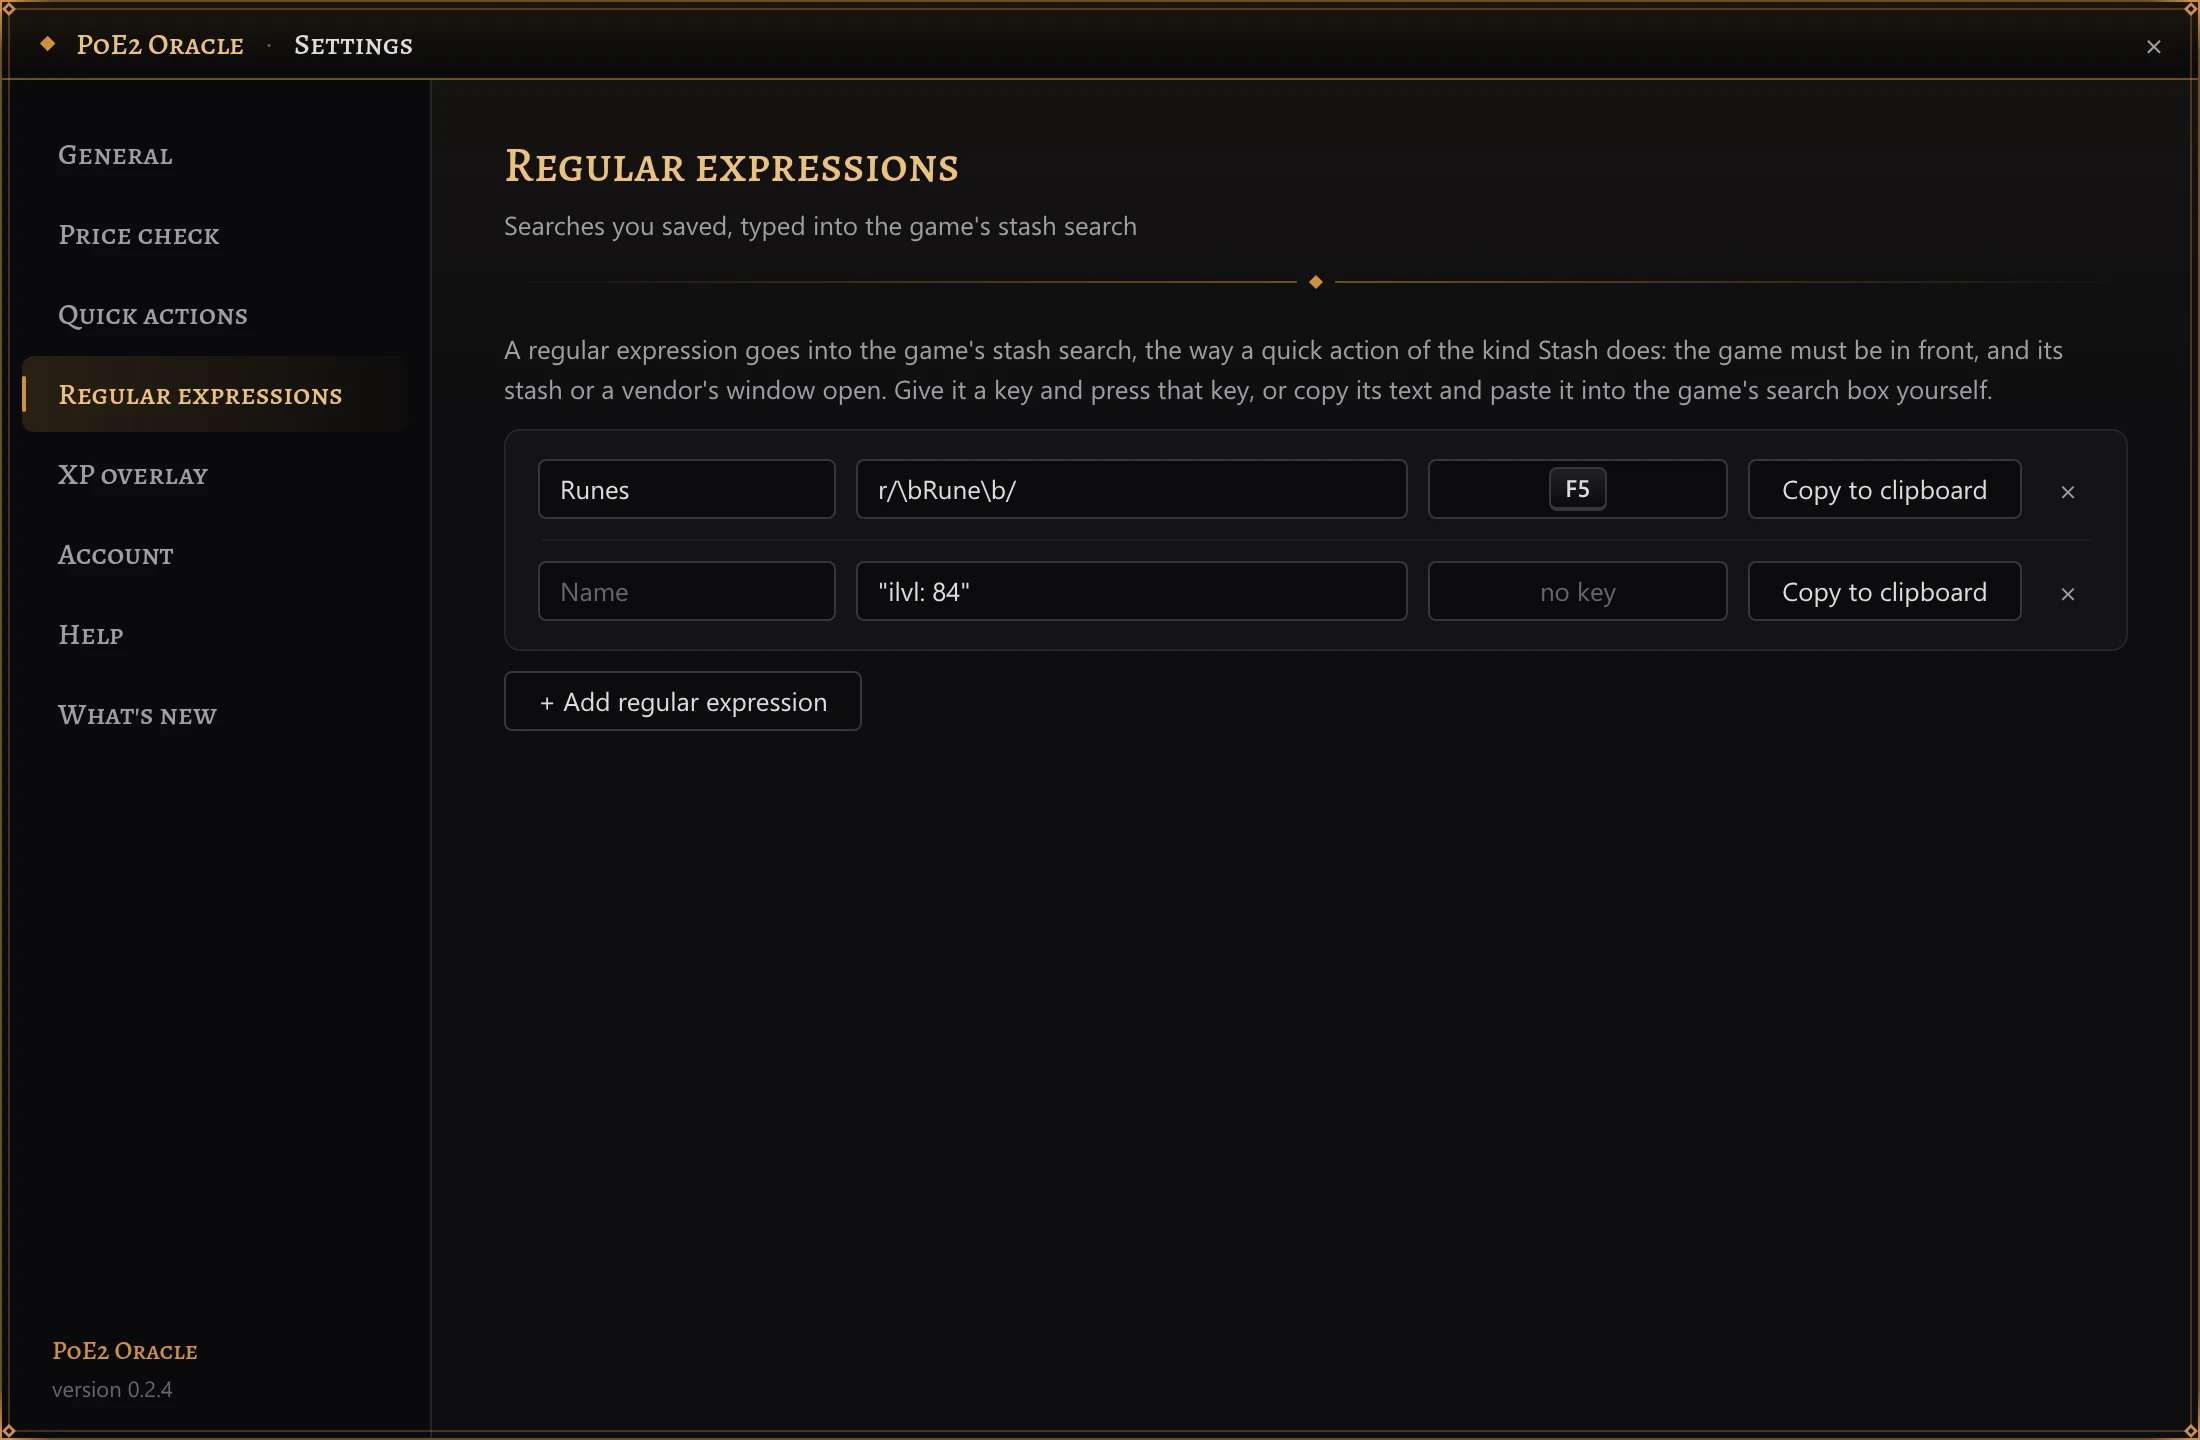 PoE2 Oracle · Settings ×
General
Price check
Quick actions
Regular expressions
XP overlay
Account
Help
What's new
PoE2 Oracle
version 0.2.4
Regular expressions
Searches you saved, typed into the game's stash search
A regular expression goes into the game's stash search, the way a quick action of the kind Stash does: the game must be in front, and its
stash or a vendor's window open. Give it a key and press that key, or copy its text and paste it into the game's search box yourself.
Runes r/\bRune\b/ F5 Copy to clipboard ×
Name "ilvl: 84" no key Copy to clipboard ×
+ Add regular expression